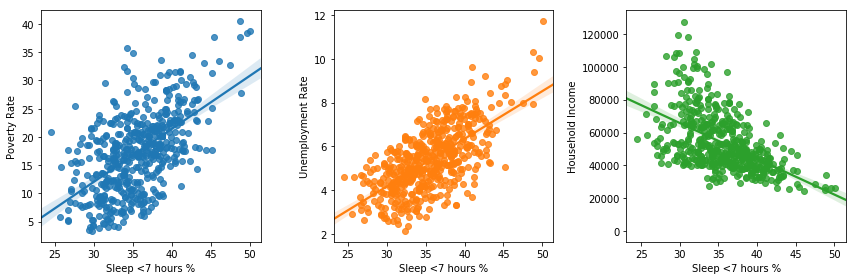 Poverty Rate
40
35
30
25
20
15
10
5
25 30 35 40 45 50
Sleep <7 hours %
Unemployment Rate
12
10
8
6
4
2
25 30 35 40 45 50
Sleep <7 hours %
Household Income
120000
100000
80000
60000
40000
20000
0
25 30 35 40 45 50
Sleep <7 hours %